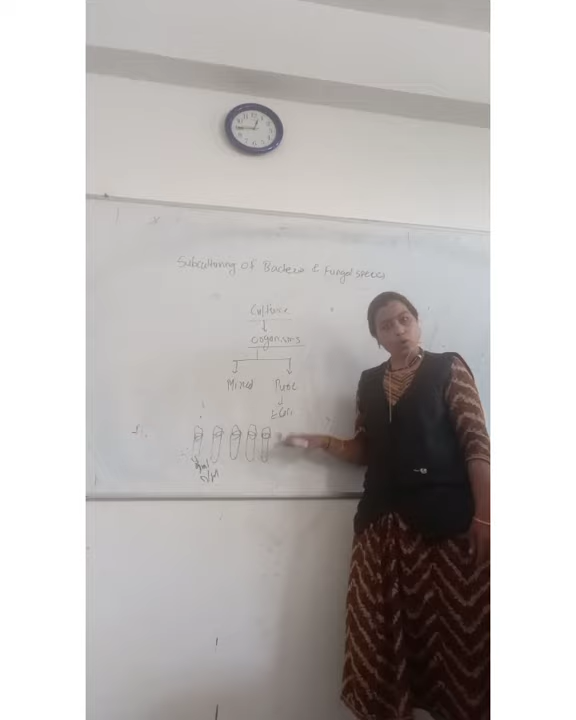 Subculturing of Bacteria & Fungal species
Culture
Organisms
Mixed Pure
E.Coli